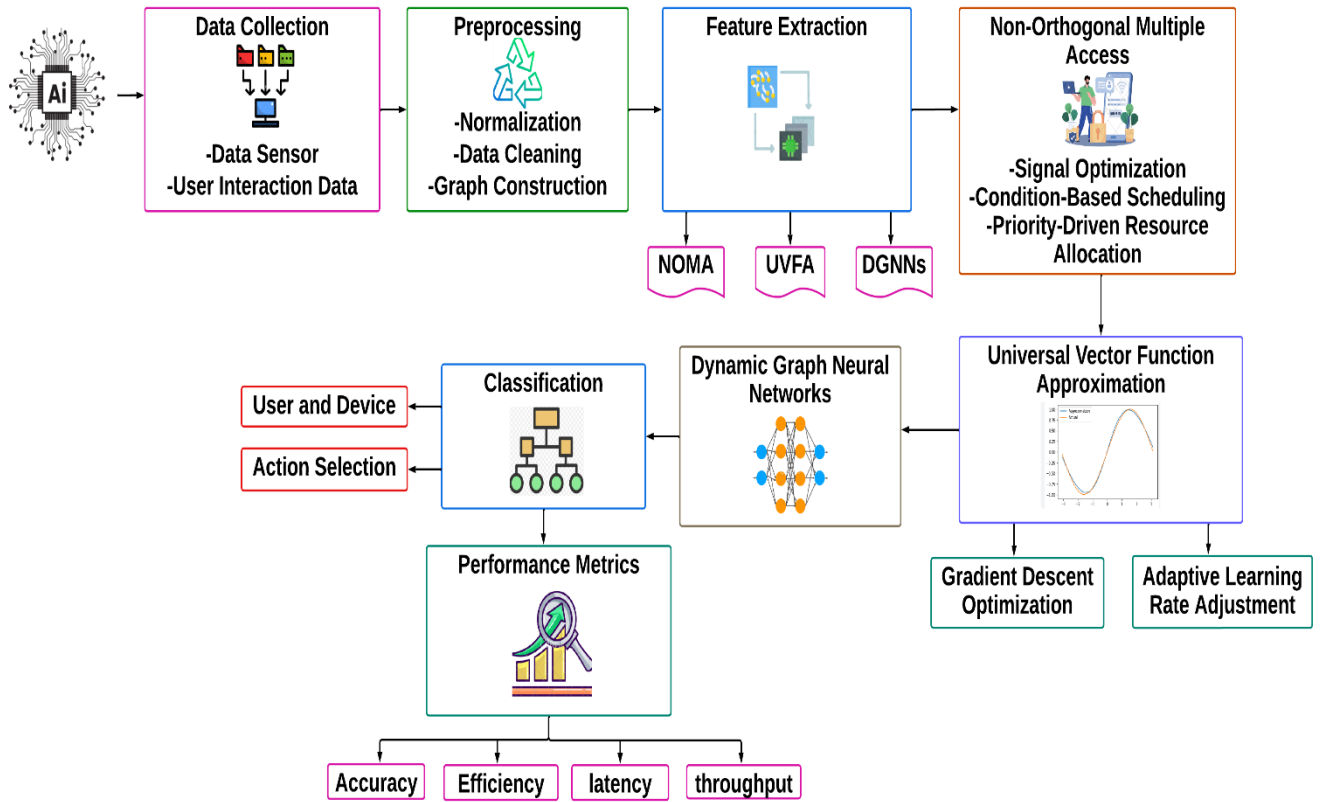 Ai
Data Collection
-Data Sensor
-User Interaction Data
Preprocessing
-Normalization
-Data Cleaning
-Graph Construction
Feature Extraction
NOMA
UVFA
DGNNs
Non-Orthogonal Multiple
Access
-Signal Optimization
-Condition-Based Scheduling
-Priority-Driven Resource
Allocation
Universal Vector Function
Approximation
Gradient Descent
Optimization
Adaptive Learning
Rate Adjustment
Dynamic Graph Neural
Networks
Classification
User and Device
Action Selection
Performance Metrics
Accuracy
Efficiency
latency
throughput